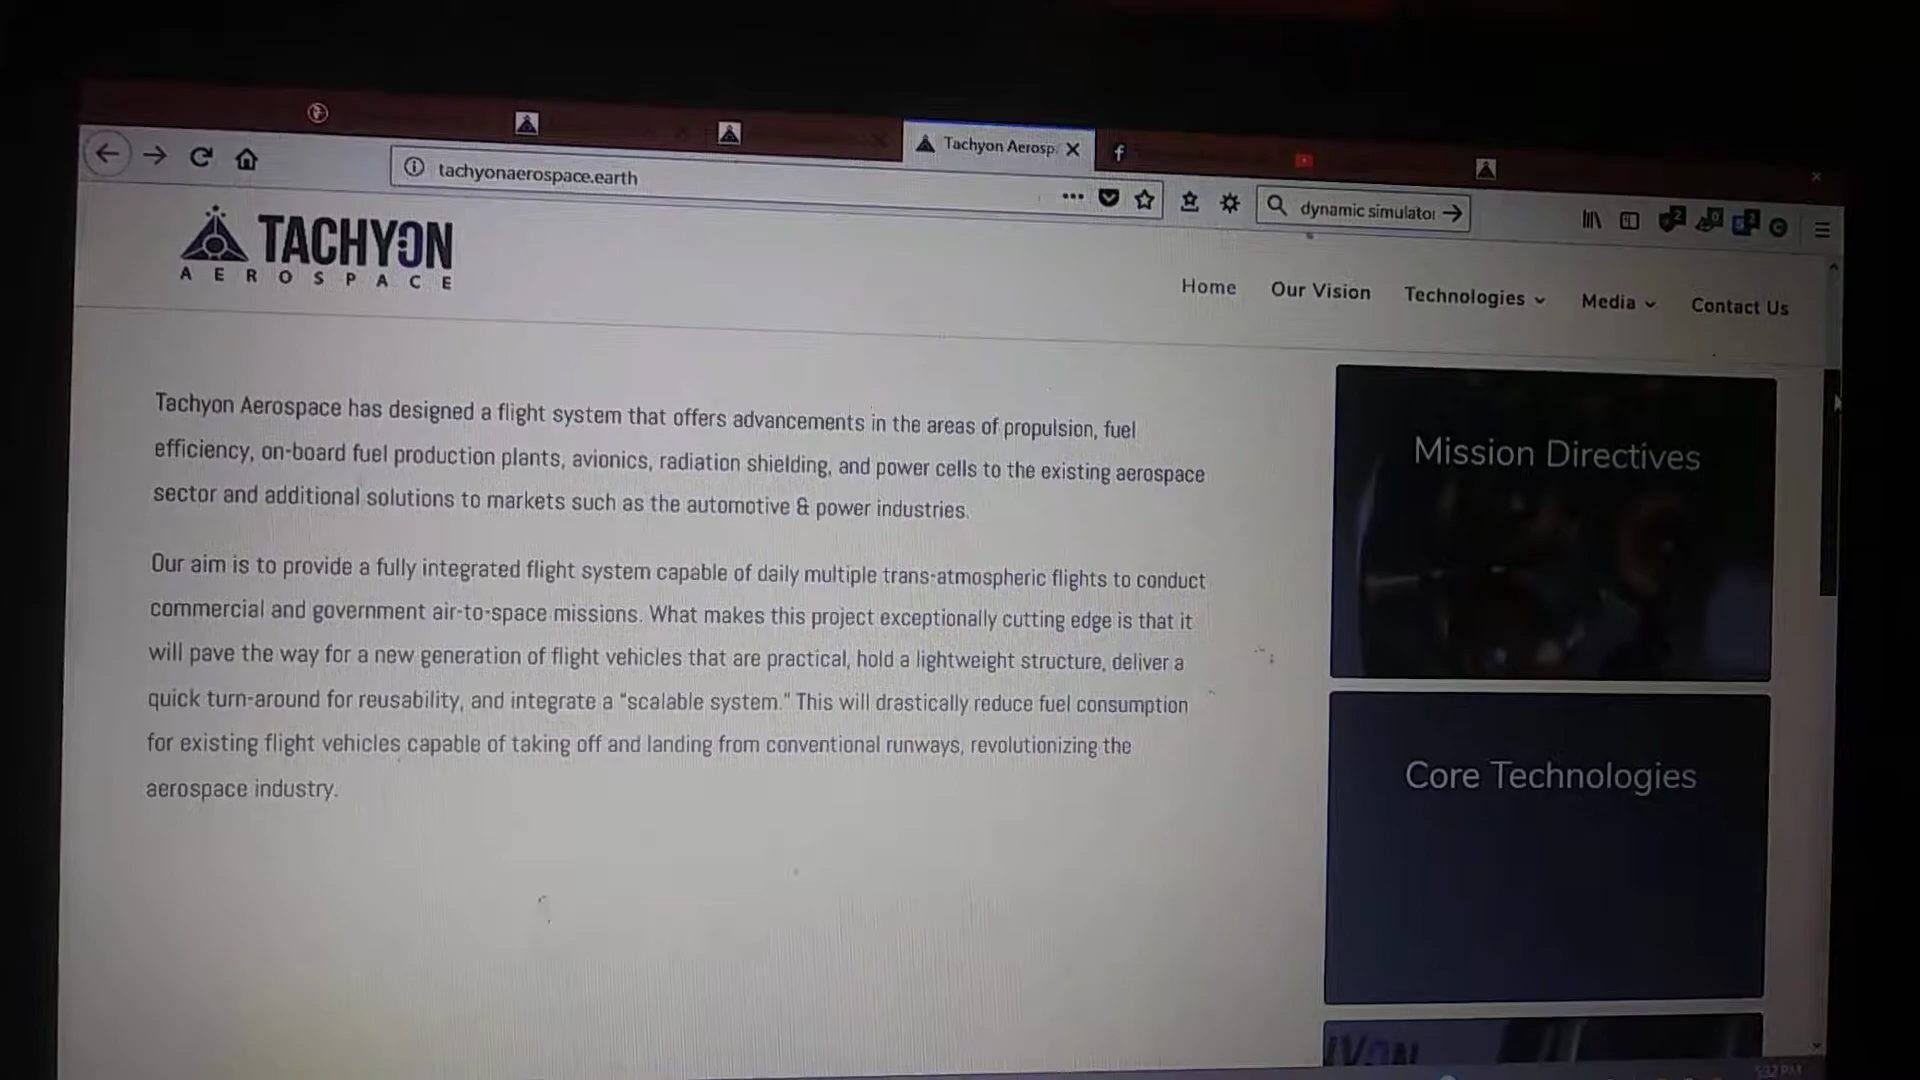 Tachyon Aerosp
tachyonaerospace.earth
dynamic simulator
TACHYON
AEROSPACE
Home
Our Vision
Technologies
Media
Contact Us
Tachyon Aerospace has designed a flight system that offers advancements in the areas of propulsion, fuel
efficiency, on-board fuel production plants, avionics, radiation shielding, and power cells to the existing aerospace
sector and additional solutions to markets such as the automotive & power industries.
Our aim is to provide a fully integrated flight system capable of daily multiple trans-atmospheric flights to conduct
commercial and government air-to-space missions. What makes this project exceptionally cutting edge is that it
will pave the way for a new generation of flight vehicles that are practical, hold a lightweight structure, deliver a
quick turn-around for reusability, and integrate a “scalable system.” This will drastically reduce fuel consumption
for existing flight vehicles capable of taking off and landing from conventional runways, revolutionizing the
aerospace industry.
Mission Directives
Core Technologies
5:37 PM